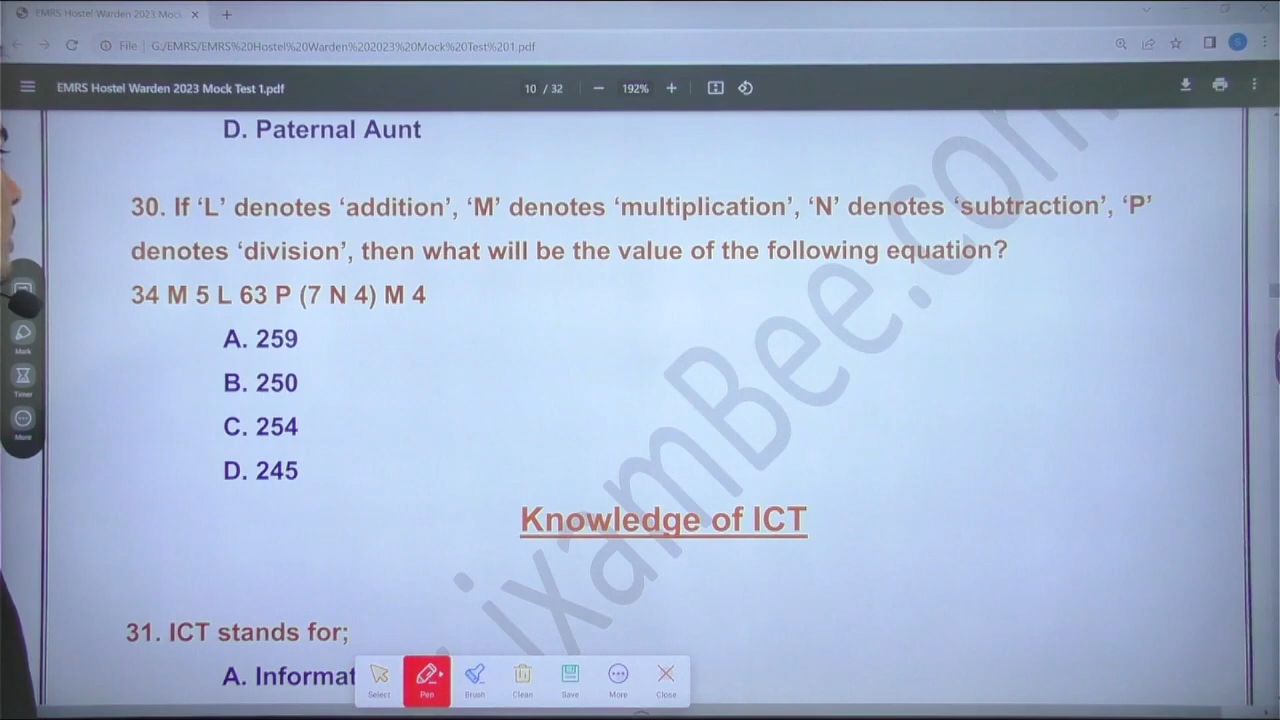 EMRS Hostel Warden 2023 Mock
File G:/EMRS/EMRS%20Hostel%20Warden%202023%20Mock%20Test%201.pdf
S
EMRS Hostel Warden 2023 Mock Test 1.pdf 10 / 32 192%
D. Paternal Aunt
30. If ‘L’ denotes ‘addition’, ‘M’ denotes ‘multiplication’, ‘N’ denotes ‘subtraction’, ‘P’
denotes ‘division’, then what will be the value of the following equation?
34 M 5 L 63 P (7 N 4) M 4
A. 259
B. 250
C. 254
D. 245
Mark
Timer
More
Knowledge of ICT
31. ICT stands for;
A. Informat
Select Pen Brush Clean Save More Close
ixamBee.com